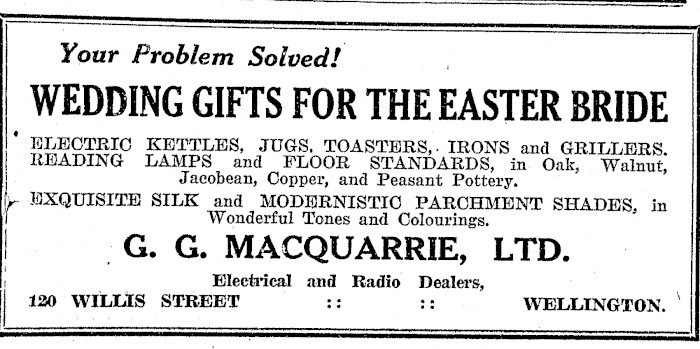 Your Problem Solved!
WEDDING GIFTS FOR THE EASTER BRIDE
ELECTRIC KETTLES, JUGS, TOASTERS, IRONS and GRILLERS.
READING LAMPS and FLOOR STANDARDS, in Oak, Walnut,
Jacobean, Copper, and Peasant Pottery.
EXQUISITE SILK and MODERNISTIC PARCHMENT SHADES, in
Wonderful Tones and Colourings.
G. G. MACQUARRIE, LTD.
Electrical and Radio Dealers,
120 WILLIS STREET :: :: WELLINGTON.